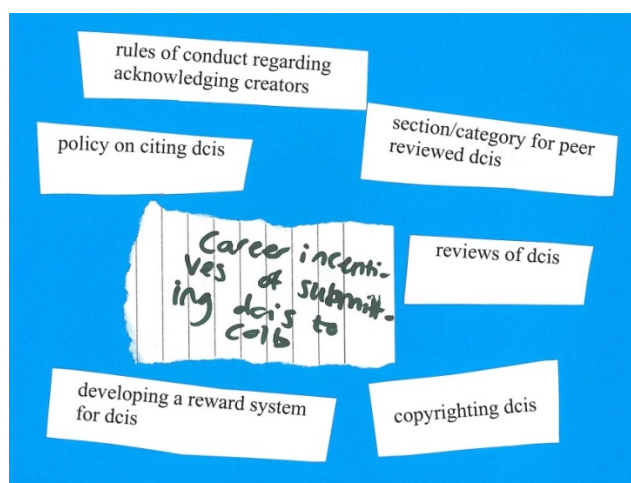 rules of conduct regarding
acknowledging creators
section/category for peer
reviewed dcis
policy on citing dcis
Career incenti-
ves of submitt-
ing dcis to
Colb
reviews of dcis
developing a reward system
for dcis
copyrighting dcis